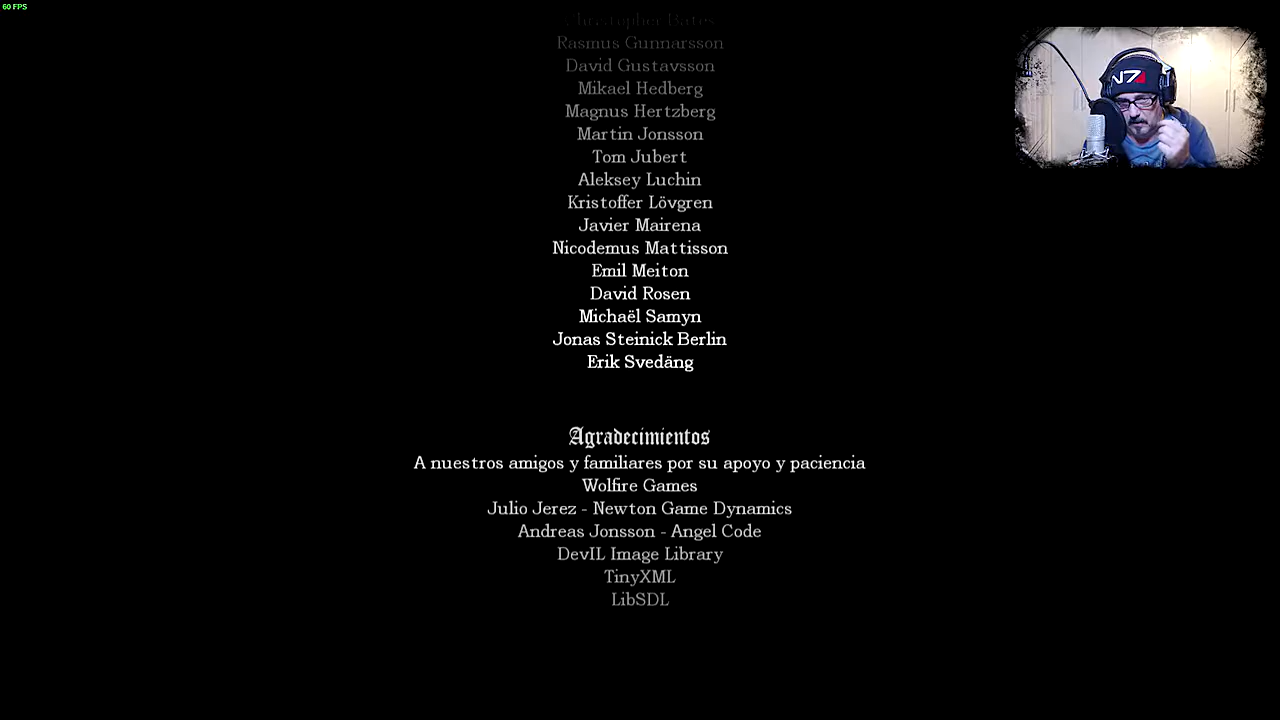 60 FPS
Christopher Bates
Rasmus Gunnarsson
David Gustavsson
Mikael Hedberg
Magnus Hertzberg
Martin Jonsson
Tom Jubert
Aleksey Luchin
Kristoffer Lövgren
Javier Mairena
Nicodemus Mattisson
Emil Meiton
David Rosen
Michaël Samyn
Jonas Steinick Berlin
Erik Svedäng
Agradecimientos
A nuestros amigos y familiares por su apoyo y paciencia
Wolfire Games
Julio Jerez - Newton Game Dynamics
Andreas Jonsson - Angel Code
DevIL Image Library
TinyXML
LibSDL
N7